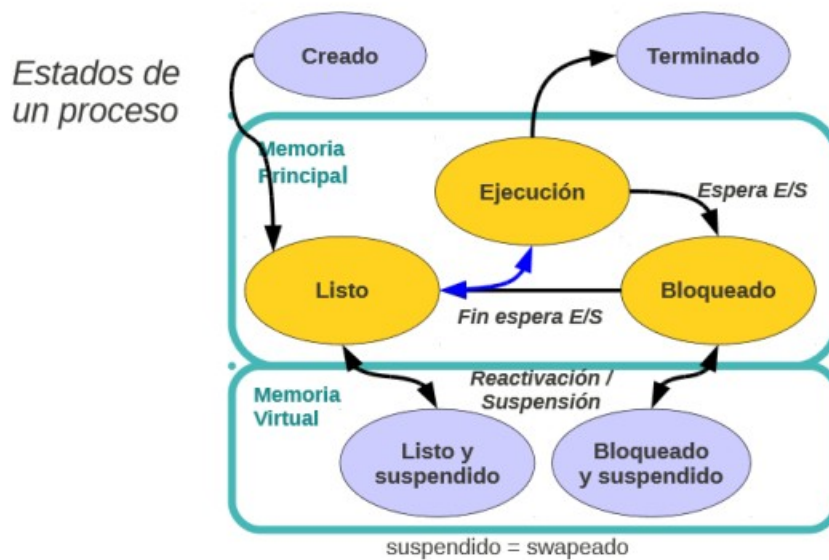 Estados de
un proceso
Creado
Terminado
Memoria
Principal
Ejecución
Espera E/S
Listo
Bloqueado
Fin espera E/S
Memoria
Virtual
Reactivación /
Suspensión
Listo y
suspendido
Bloqueado
y suspendido
suspendido = swapeado